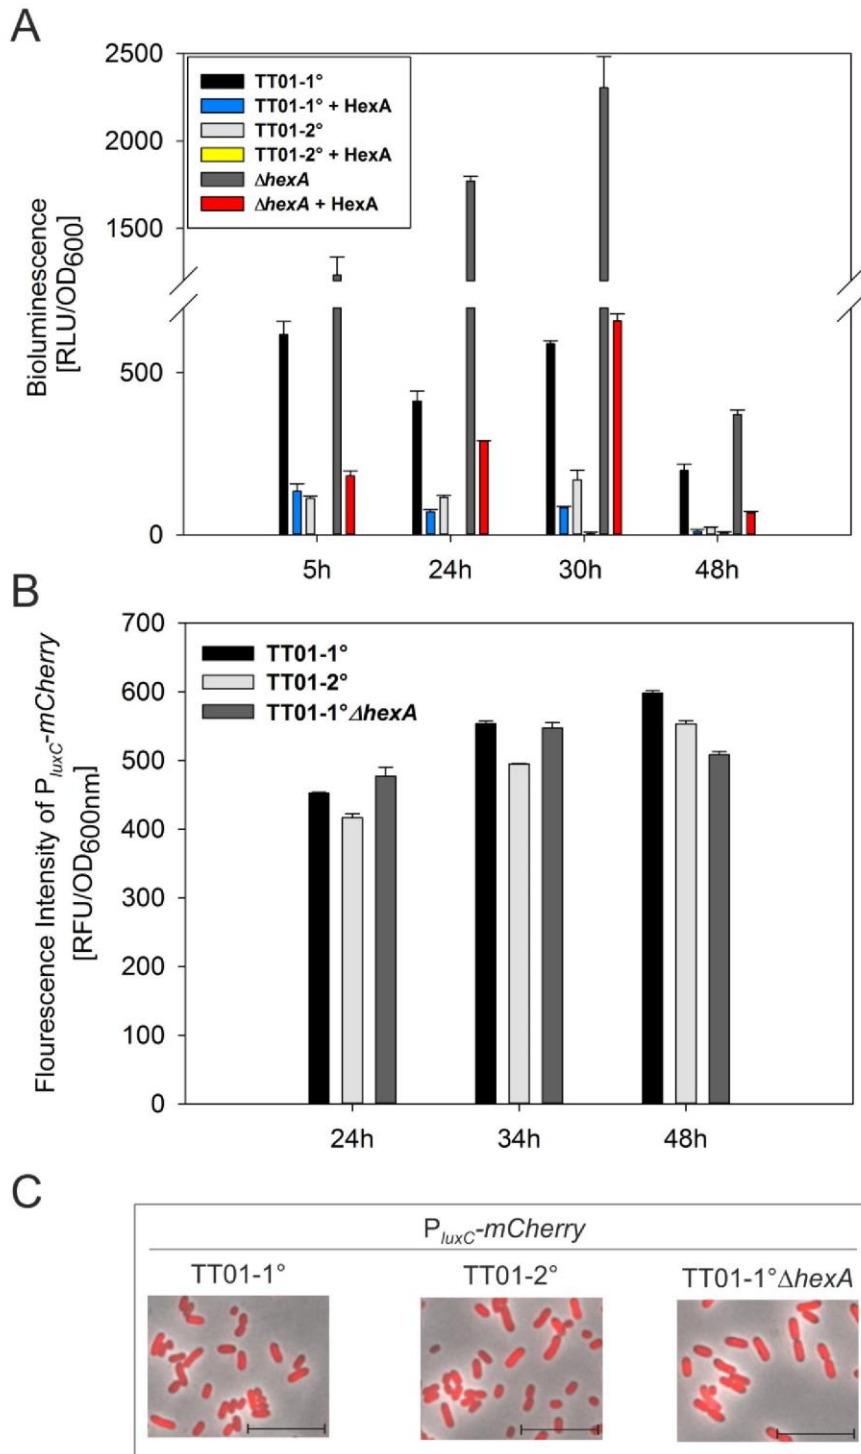 A
2500
2000
1500
500
0
Bioluminescence
[RLU/OD600]
TT01-1°
TT01-1° + HexA
TT01-2°
TT01-2° + HexA
ΔhexA
ΔhexA + HexA
5h 24h 30h 48h
B
700
600
500
400
300
200
100
0
Flourescence Intensity of PluxC-mCherry
[RFU/OD600nm]
TT01-1°
TT01-2°
TT01-1°ΔhexA
24h 34h 48h
C
PluxC-mCherry
TT01-1° TT01-2° TT01-1°ΔhexA